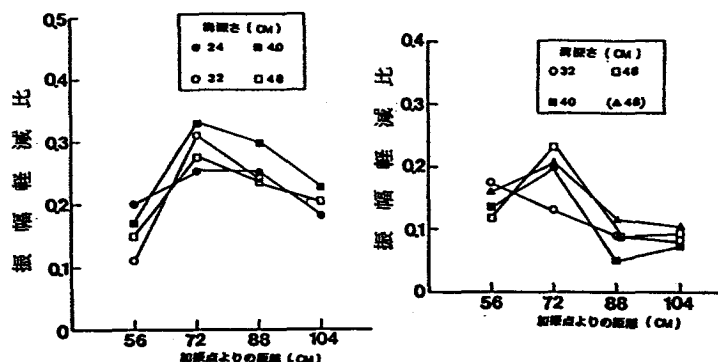 0,5
0,4
0,3
0,2
0,1
0
振幅軽減比
溝深さ (CM)
● 24 ■ 40
○ 32 □ 48
56 72 88 104
加振点よりの距離 (CM)
0,4
0,3
0,2
0,1
0
振幅軽減比
溝深さ (CM)
○ 32 □ 48
■ 40 (▲ 48)
56 72 88 104
加振点よりの距離 (CM)